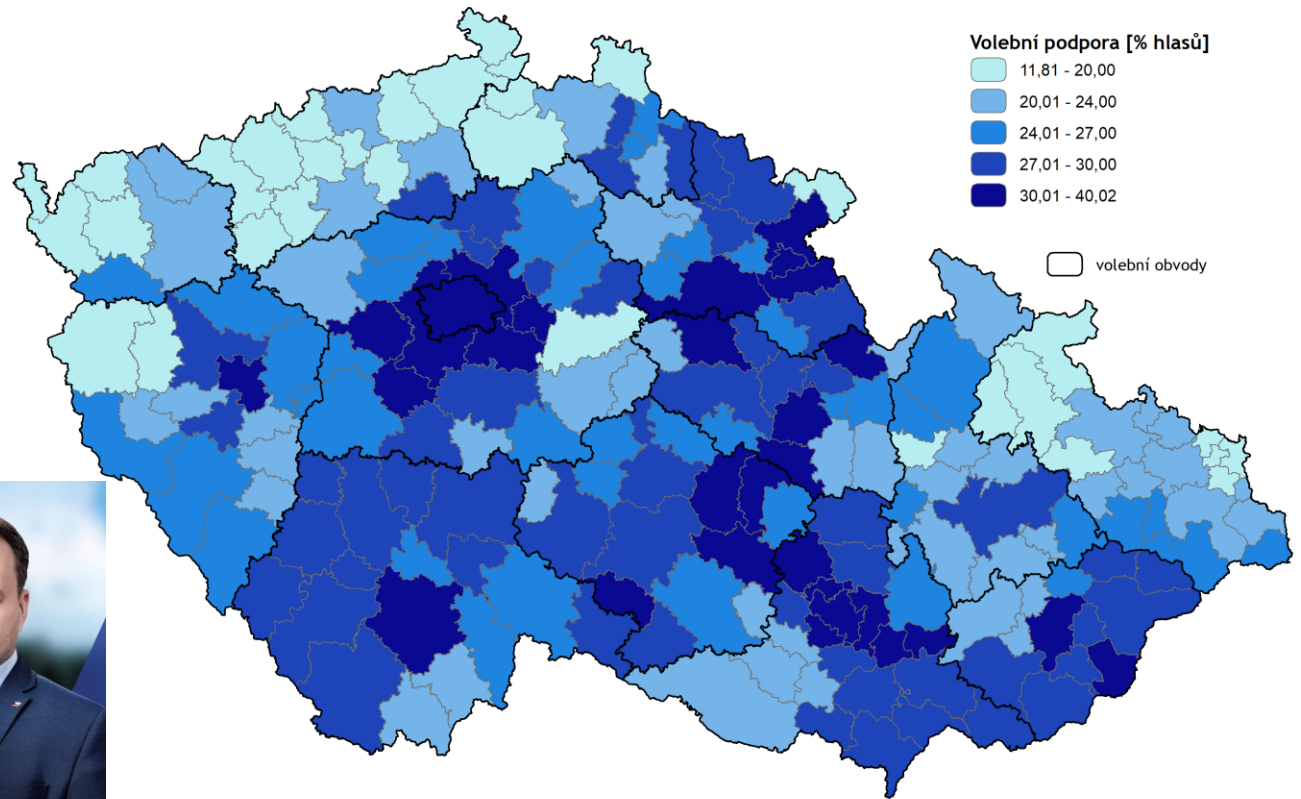 Volební podpora [% hlasů]
11,81 - 20,00
20,01 - 24,00
24,01 - 27,00
27,01 - 30,00
30,01 - 40,02
volební obvody